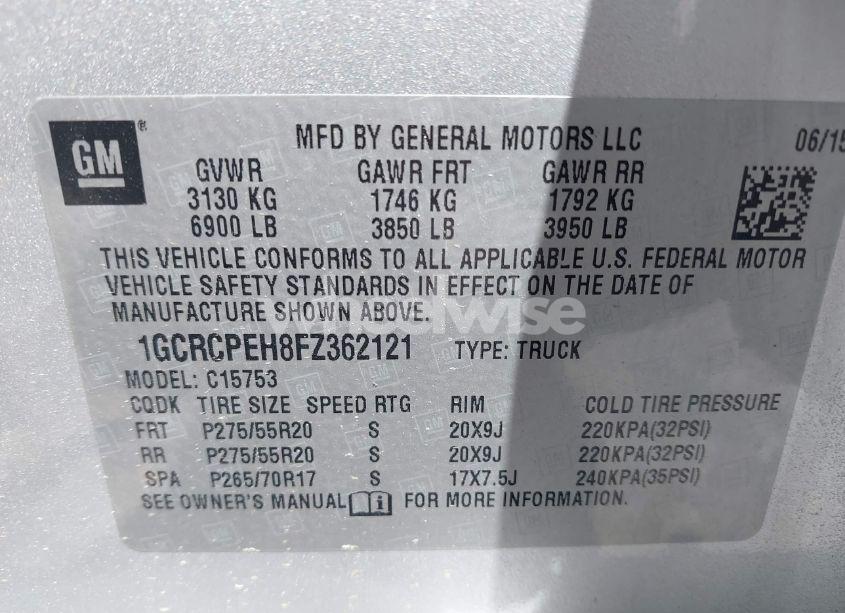 GM®
MFD BY GENERAL MOTORS LLC 06/15
GVWR GAWR FRT GAWR RR
3130 KG 1746 KG 1792 KG
6900 LB 3850 LB 3950 LB
THIS VEHICLE CONFORMS TO ALL APPLICABLE U.S. FEDERAL MOTOR
VEHICLE SAFETY STANDARDS IN EFFECT ON THE DATE OF
MANUFACTURE SHOWN ABOVE.
wheelwise
1GCRCPEH8FZ362121 TYPE: TRUCK
MODEL: C15753
CQDK TIRE SIZE SPEED RTG RIM COLD TIRE PRESSURE
FRT P275/55R20 S 20X9J 220KPA(32PSI)
RR P275/55R20 S 20X9J 220KPA(32PSI)
SPA P265/70R17 S 17X7.5J 240KPA(35PSI)
SEE OWNER'S MANUAL FOR MORE INFORMATION.